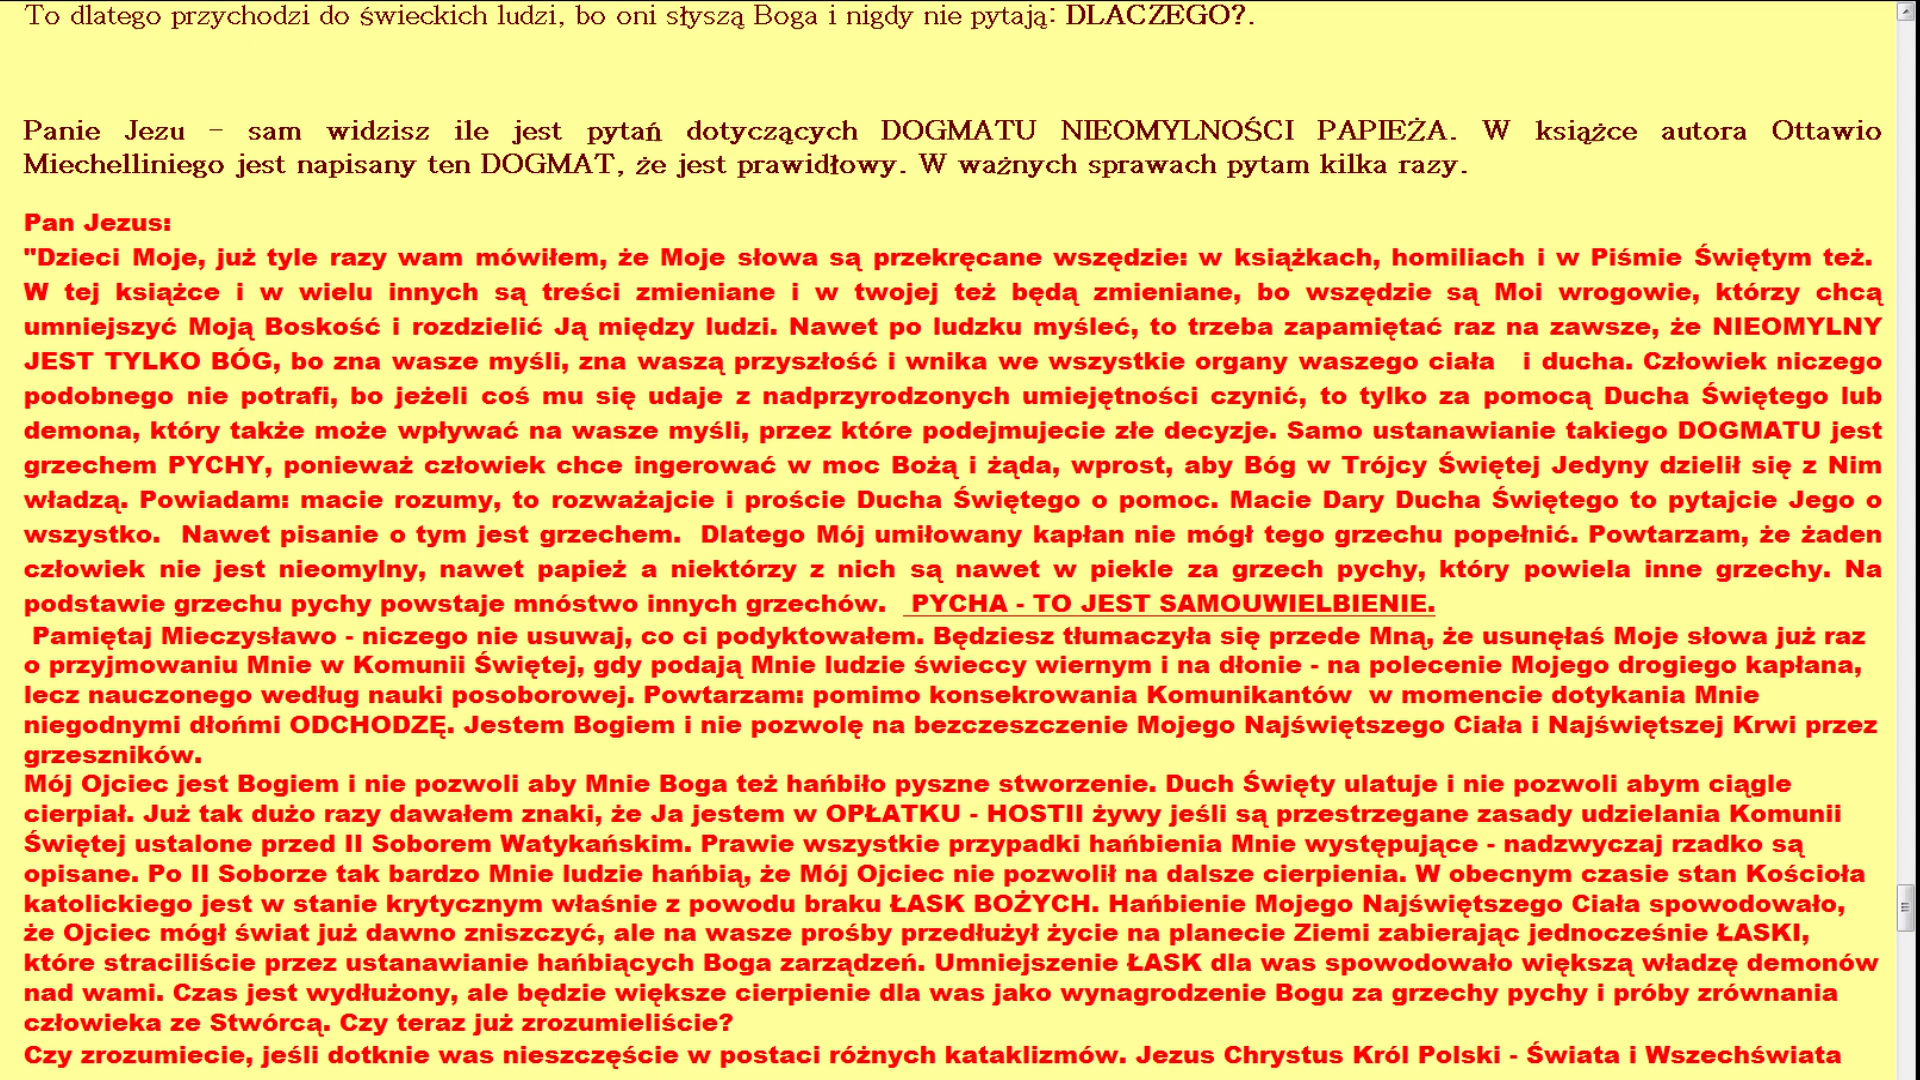 To dlatego przychodzi do świeckich ludzi, bo oni słyszą Boga i nigdy nie pytają: DLACZEGO?.
Panie Jezu - sam widzisz ile jest pytań dotyczących DOGMATU NIEOMYLNOŚCI PAPIEŻA. W książce autora Ottawio
Miechelliniego jest napisany ten DOGMAT, że jest prawidłowy. W ważnych sprawach pytam kilka razy.
Pan Jezus:
"Dzieci Moje, już tyle razy wam mówiłem, że Moje słowa są przekręcane wszędzie: w książkach, homiliach i w Piśmie Świętym też.
W tej książce i w wielu innych są treści zmieniane i w twojej też będą zmieniane, bo wszędzie są Moi wrogowie, którzy chcą
umniejszyć Moją Boskość i rozdzielić Ją między ludzi. Nawet po ludzku myśleć, to trzeba zapamiętać raz na zawsze, że NIEOMYLNY
JEST TYLKO BÓG, bo zna wasze myśli, zna waszą przyszłość i wnika we wszystkie organy waszego ciała i ducha. Człowiek niczego
podobnego nie potrafi, bo jeżeli coś mu się udaje z nadprzyrodzonych umiejętności czynić, to tylko za pomocą Ducha Świętego lub
demona, który także może wpływać na wasze myśli, przez które podejmujecie złe decyzje. Samo ustanawianie takiego DOGMATU jest
grzechem PYCHY, ponieważ człowiek chce ingerować w moc Bożą i żąda, wprost, aby Bóg w Trójcy Świętej Jedyny dzielił się z Nim
władzą. Powiadam: macie rozumy, to rozważajcie i proście Ducha Świętego o pomoc. Macie Dary Ducha Świętego to pytajcie Jego o
wszystko. Nawet pisanie o tym jest grzechem. Dlatego Mój umiłowany kapłan nie mógł tego grzechu popełnić. Powtarzam, że żaden
człowiek nie jest nieomylny, nawet papież a niektórzy z nich są nawet w piekle za grzech pychy, który powiela inne grzechy. Na
podstawie grzechu pychy powstaje mnóstwo innych grzechów. PYCHA - TO JEST SAMOUWIELBIENIE.
Pamiętaj Mieczysławo - niczego nie usuwaj, co ci podyktowałem. Będziesz tłumaczyła się przede Mną, że usunęłaś Moje słowa już raz
o przyjmowaniu Mnie w Komunii Świętej, gdy podają Mnie ludzie świeccy wiernym i na dłonie - na polecenie Mojego drogiego kapłana,
lecz nauczonego według nauki posoborowej. Powtarzam: pomimo konsekrowania Komunikantów w momencie dotykania Mnie
niegodnymi dłońmi ODCHODZĘ. Jestem Bogiem i nie pozwolę na bezczeszczenie Mojego Najświętszego Ciała i Najświętszej Krwi przez
grzeszników.
Mój Ojciec jest Bogiem i nie pozwoli aby Mnie Boga też hańbiło pyszne stworzenie. Duch Święty ulatuje i nie pozwoli abym ciągle
cierpiał. Już tak dużo razy dawałem znaki, że Ja jestem w OPŁATKU - HOSTII żywy jeśli są przestrzegane zasady udzielania Komunii
Świętej ustalone przed II Soborem Watykańskim. Prawie wszystkie przypadki hańbienia Mnie występujące - nadzwyczaj rzadko są
opisane. Po II Soborze tak bardzo Mnie ludzie hańbią, że Mój Ojciec nie pozwolił na dalsze cierpienia. W obecnym czasie stan Kościoła
katolickiego jest w stanie krytycznym właśnie z powodu braku ŁASK BOŻYCH. Hańbienie Mojego Najświętszego Ciała spowodowało,
że Ojciec mógł świat już dawno zniszczyć, ale na wasze prośby przedłużył życie na planecie Ziemi zabierając jednocześnie ŁASKI,
które straciliście przez ustanawianie hańbiących Boga zarządzeń. Umniejszenie ŁASK dla was spowodowało większą władzę demonów
nad wami. Czas jest wydłużony, ale będzie większe cierpienie dla was jako wynagrodzenie Bogu za grzechy pychy i próby zrównania
człowieka ze Stwórcą. Czy teraz już zrozumieliście?
Czy zrozumiecie, jeśli dotknie was nieszczęście w postaci różnych kataklizmów. Jezus Chrystus Król Polski - Świata i Wszechświata